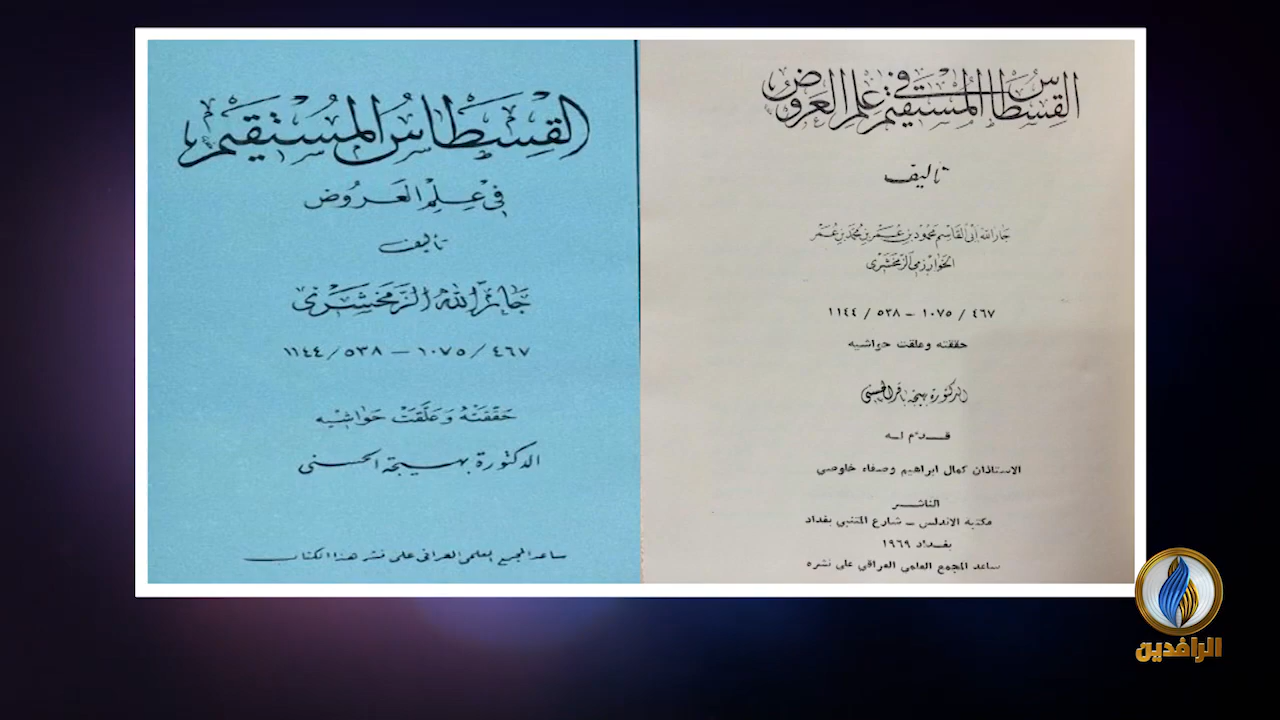 القسطاس المستقيم في علم العروض
تأليف
جار الله أبي القاسم محمود بن عمر بن محمد بن عمر
الخوارزمي الزمخشري
٤٦٧ / ١٠٧٥ – ٥٣٨ / ١١٤٤
حققته وعلقت حواشيه
الدكتورة بهيجة باقر الحسني
قدم له
الاستاذان كمال ابراهيم وصفاء خلوصي
الناشر
مكتبة الاندلس – شارع المتنبي بغداد
بغداد ١٩٦٩
ساعد المجمع العلمي العراقي على نشره
القسطاس المستقيم
في علم العروض
تأليف
جار الله الزمخشري
٤٦٧/ ١٠٧٥ – ٥٣٨/ ١١٤٤
حققته وعلقت حواشيه
الدكتورة بهيجة الحسني
ساعد المجمع العلمي العراقي على نشر هذا الكتاب
الرافدين